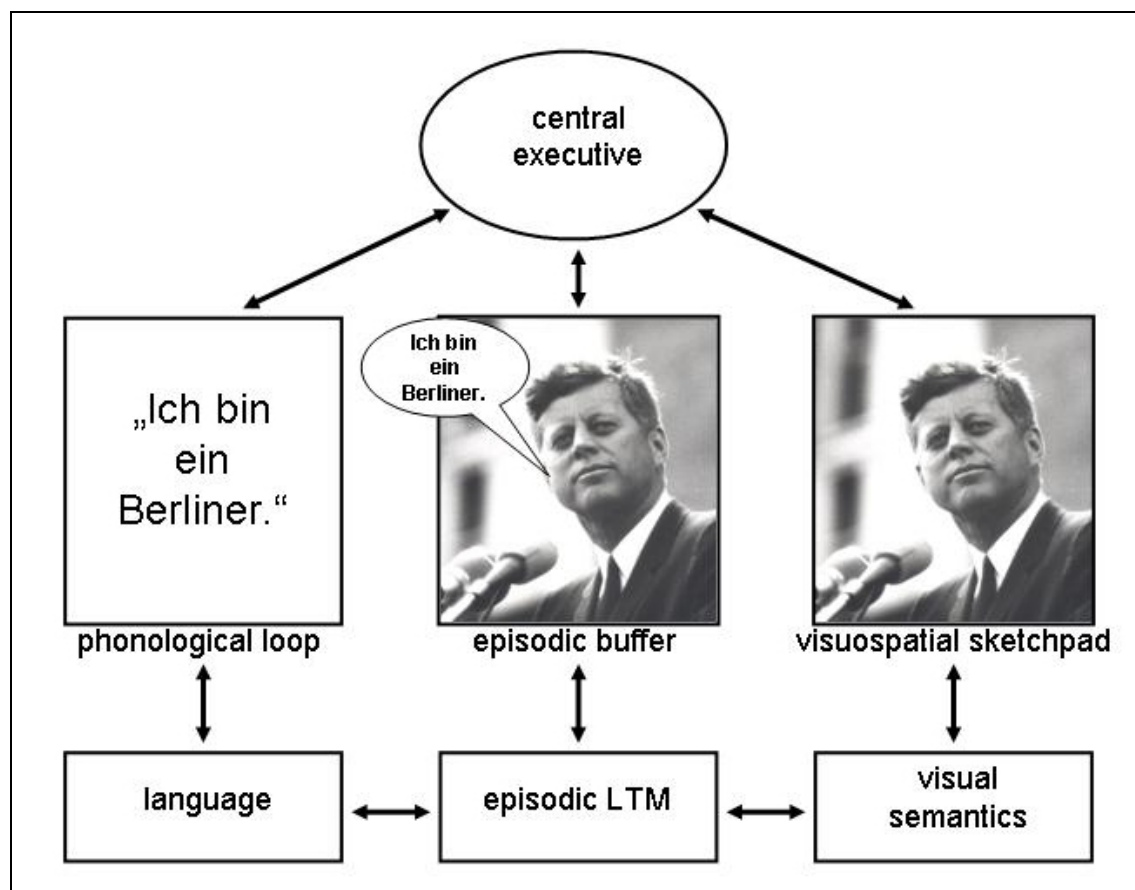 central
executive
„Ich bin
ein
Berliner.“
Ich bin
ein
Berliner.
phonological loop
episodic buffer
visuospatial sketchpad
language
episodic LTM
visual
semantics